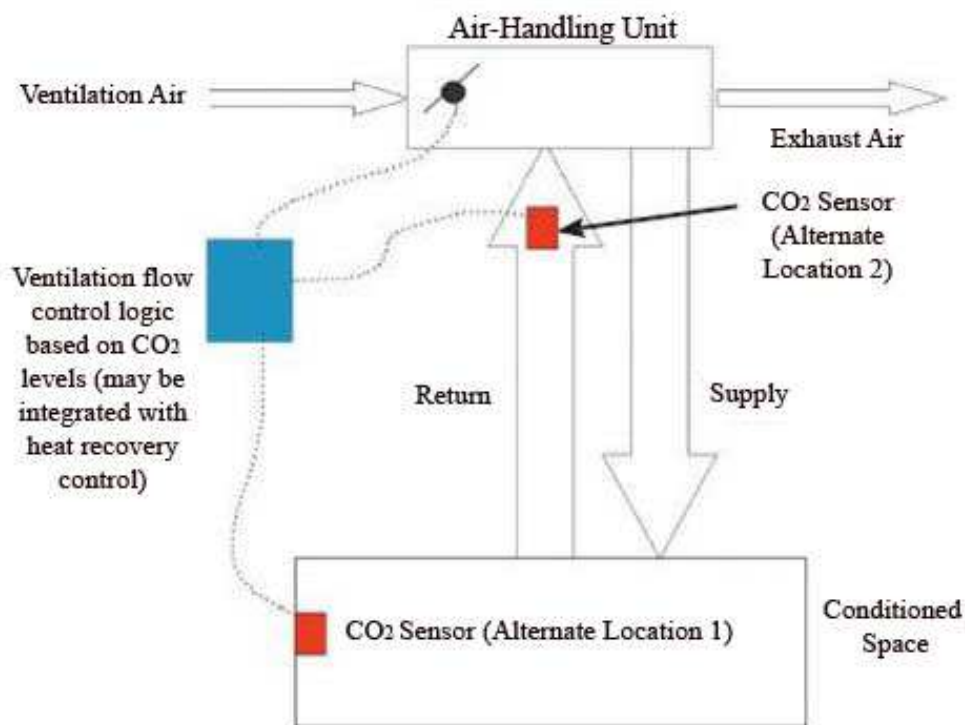 Air-Handling Unit
Ventilation Air
Exhaust Air
CO2 Sensor
(Alternate
Location 2)
Ventilation flow
control logic
based on CO2
levels (may be
integrated with
heat recovery
control)
Return
Supply
CO2 Sensor (Alternate Location 1)
Conditioned
Space